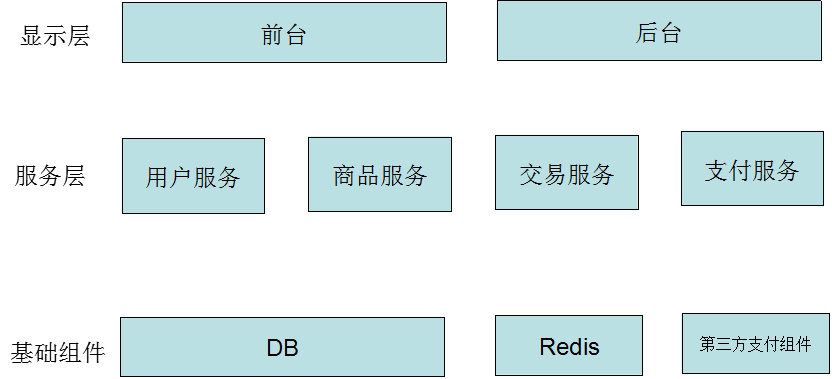 显示层
前台
后台
服务层
用户服务
商品服务
交易服务
支付服务
基础组件
DB
Redis
第三方支付组件